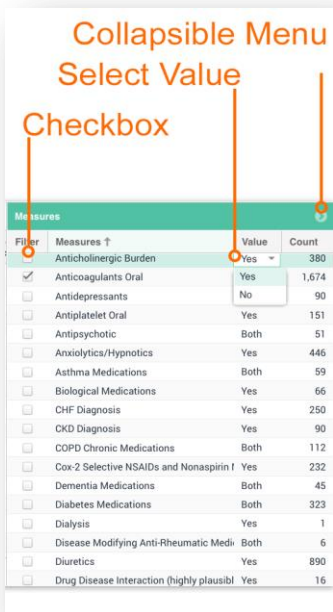 Collapsible Menu
Select Value
Checkbox
Measures
Filter Measures ↑ Value Count
Anticholinergic Burden Yes 380
Anticoagulants Oral Yes 1,674
Antidepressants No 90
Antiplatelet Oral Yes 151
Antipsychotic Both 51
Anxiolytics/Hypnotics Yes 446
Asthma Medications Both 59
Biological Medications Yes 66
CHF Diagnosis Yes 250
CKD Diagnosis Yes 90
COPD Chronic Medications Both 112
Cox-2 Selective NSAIDs and Nonaspirin Yes 232
Dementia Medications Both 45
Diabetes Medications Both 323
Dialysis Yes 1
Disease Modifying Anti-Rheumatic Medi Both 6
Diuretics Yes 890
Drug Disease Interaction (highly plausibl Yes 16